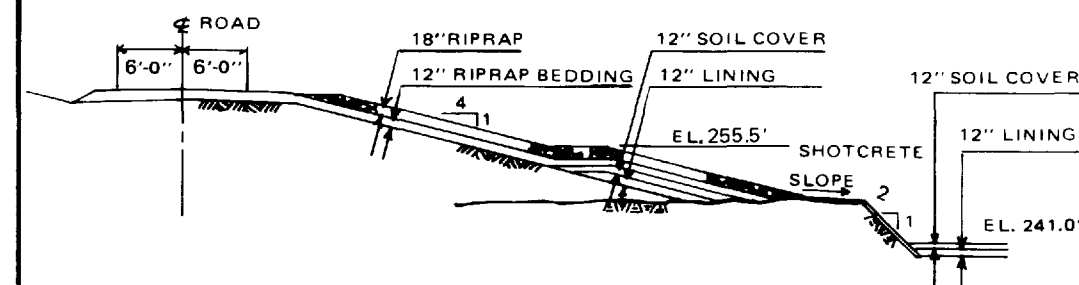 ℄ ROAD
6'-0" 6'-0"
18" RIPRAP
12" RIPRAP BEDDING
4
1
12" SOIL COVER
12" LINING
EL. 255.5'
SHOTCRETE
SLOPE
2
1
12" SOIL COVER
12" LINING
EL. 241.0'